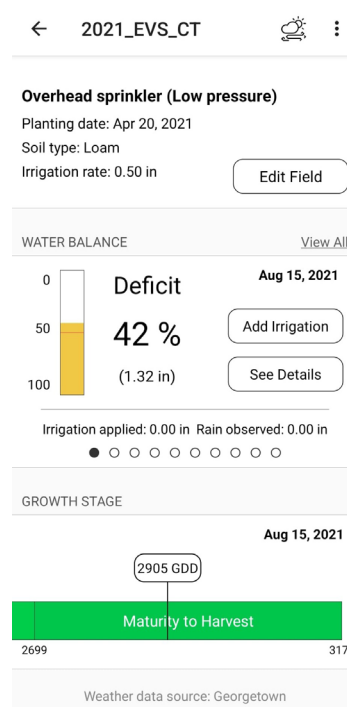 2021_EVS_CT
Overhead sprinkler (Low pressure)
Planting date: Apr 20, 2021
Soil type: Loam
Irrigation rate: 0.50 in
Edit Field
WATER BALANCE
View All
0
50
100
Deficit
42 %
(1.32 in)
Aug 15, 2021
Add Irrigation
See Details
Irrigation applied: 0.00 in Rain observed: 0.00 in
GROWTH STAGE
Aug 15, 2021
2905 GDD
Maturity to Harvest
2699
317
Weather data source: Georgetown